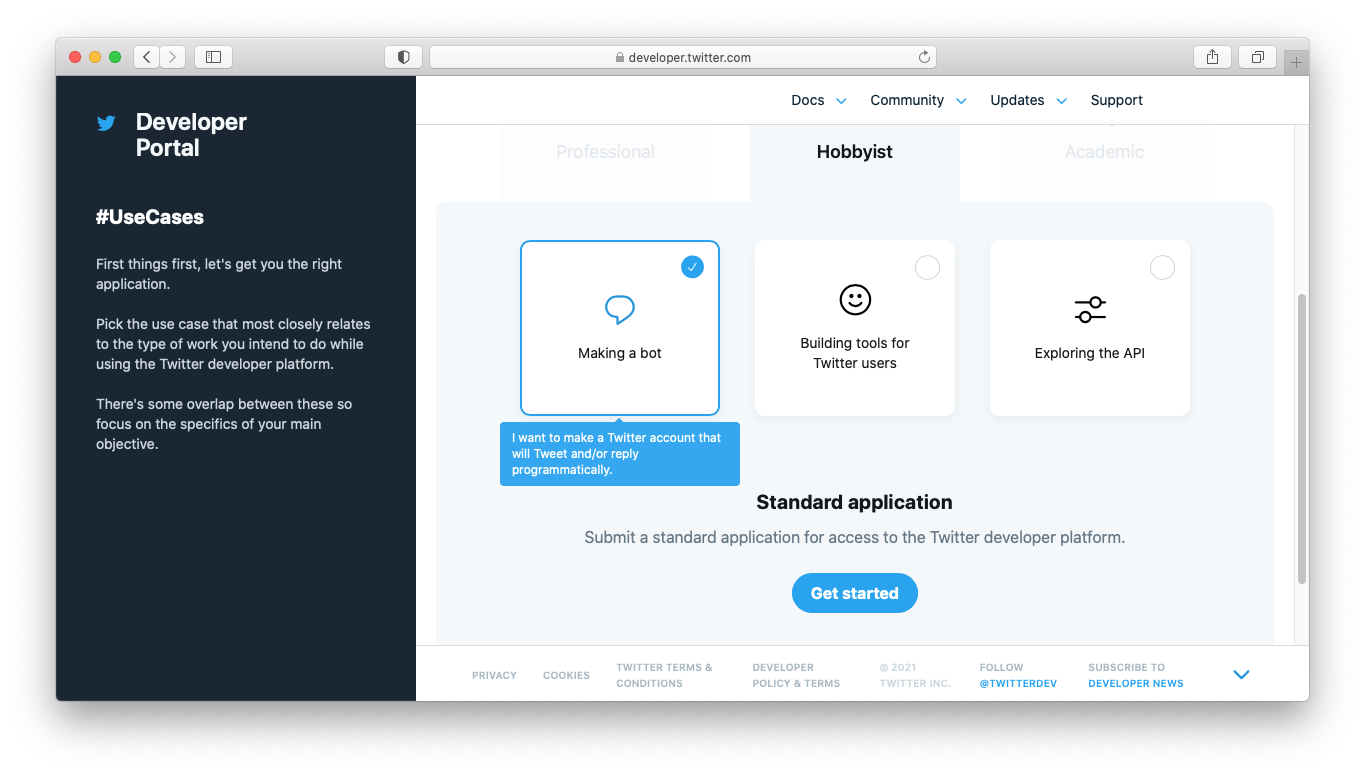 developer.twitter.com
Developer
Portal
#UseCases
First things first, let's get you the right
application.
Pick the use case that most closely relates
to the type of work you intend to do while
using the Twitter developer platform.
There's some overlap between these so
focus on the specifics of your main
objective.
Docs
Community
Updates
Support
Professional
Hobbyist
Academic
Making a bot
Building tools for
Twitter users
Exploring the API
I want to make a Twitter account that
will Tweet and/or reply
programmatically.
Standard application
Submit a standard application for access to the Twitter developer platform.
Get started
PRIVACY
COOKIES
TWITTER TERMS &
CONDITIONS
DEVELOPER
POLICY & TERMS
© 2021
TWITTER INC.
FOLLOW
@TWITTERDEV
SUBSCRIBE TO
DEVELOPER NEWS